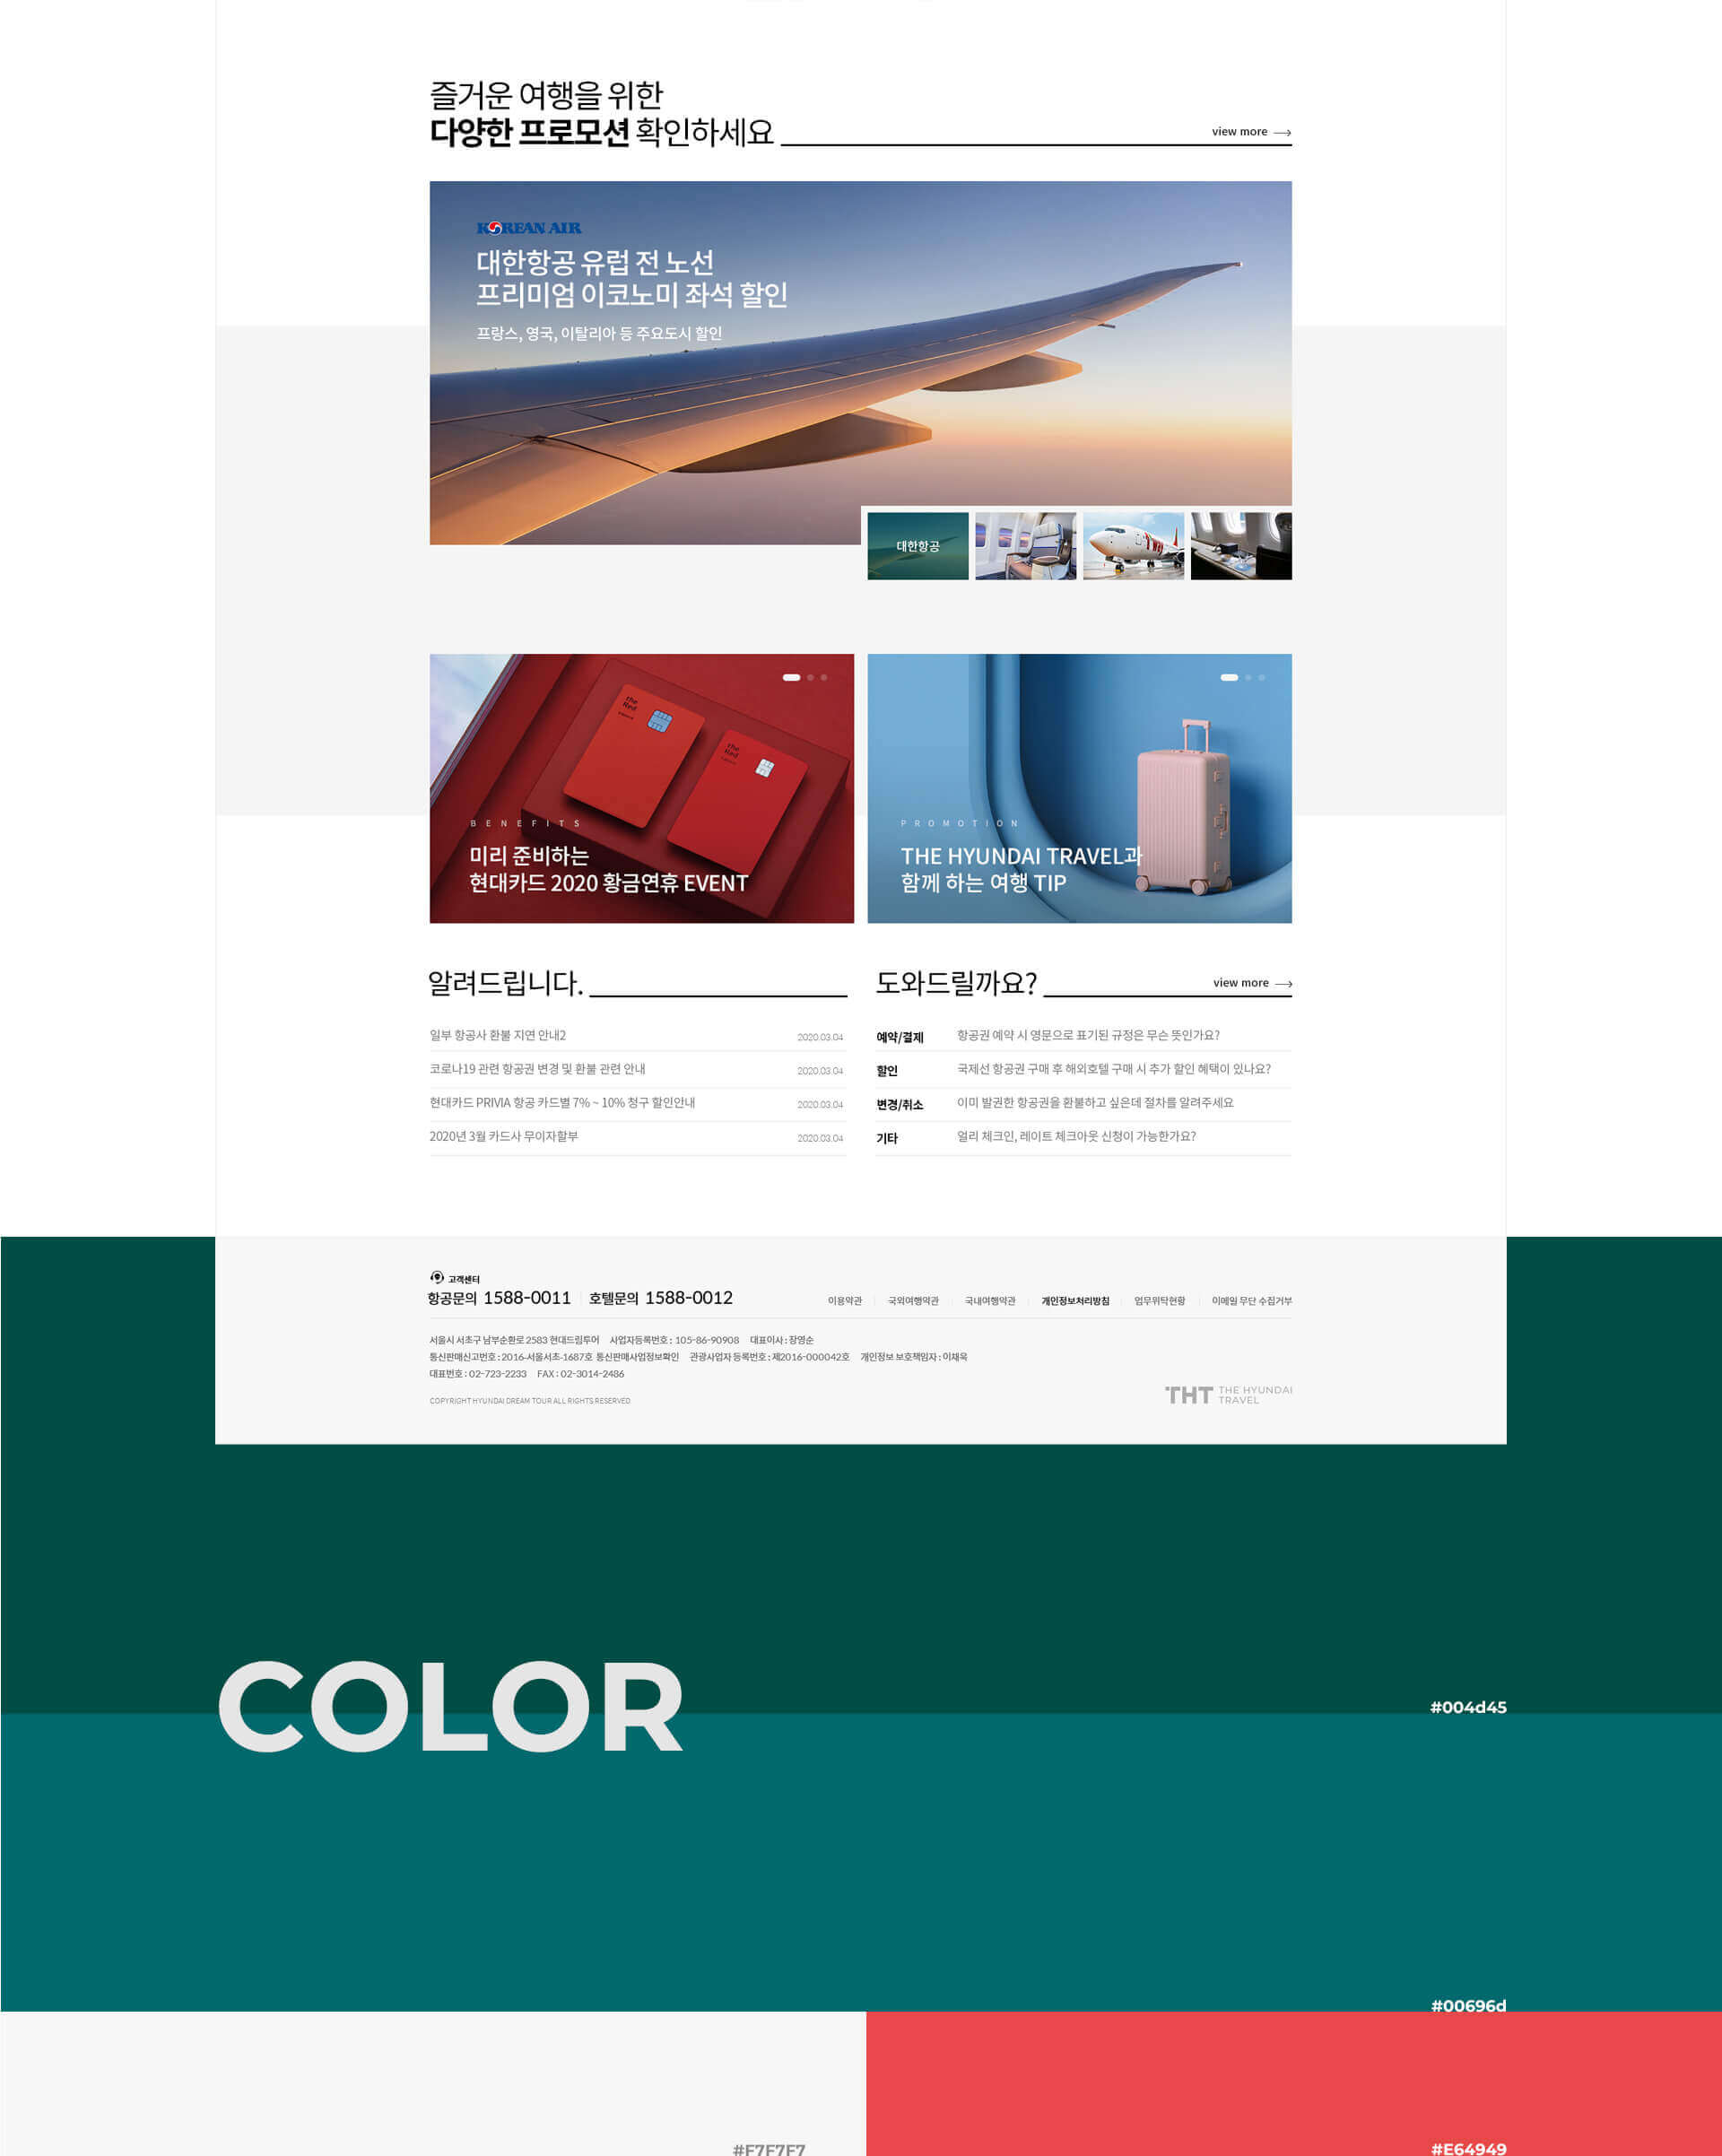 즐거운 여행을 위한
다양한 프로모션 확인하세요
view more
KOREAN AIR
대한항공 유럽 전 노선
프리미엄 이코노미 좌석 할인
프랑스, 영국, 이탈리아 등 주요도시 할인
대한항공
t'way
the Red
the Red
BENEFITS
미리 준비하는
현대카드 2020 황금연휴 EVENT
PROMOTION
THE HYUNDAI TRAVEL과
함께 하는 여행 TIP
알려드립니다.
일부 항공사 환불 지연 안내2 2020.03.04
코로나19 관련 항공권 변경 및 환불 관련 안내 2020.03.04
현대카드 PRIVIA 항공 카드별 7% ~ 10% 청구 할인안내 2020.03.04
2020년 3월 카드사 무이자할부 2020.03.04
도와드릴까요? view more
예약/결제 항공권 예약 시 영문으로 표기된 규정은 무슨 뜻인가요?
할인 국제선 항공권 구매 후 해외호텔 구매 시 추가 할인 혜택이 있나요?
변경/취소 이미 발권한 항공권을 환불하고 싶은데 절차를 알려주세요
기타 얼리 체크인, 레이트 체크아웃 신청이 가능한가요?
고객센터
항공문의 1588-0011 호텔문의 1588-0012
이용약관 국외여행약관 국내여행약관 개인정보처리방침 업무위탁현황 이메일 무단 수집거부
서울시 서초구 남부순환로 2583 현대드림투어 사업자등록번호 : 105-86-90908 대표이사 : 장영순
통신판매신고번호 : 2016-서울서초-1687호 통신판매사업정보확인 관광사업자 등록번호 : 제2016-000042호 개인정보 보호책임자 : 이채욱
대표번호 : 02-723-2233 FAX : 02-3014-2486
COPYRIGHT HYUNDAI DREAM TOUR ALL RIGHTS RESERVED
THT THE HYUNDAI
TRAVEL
COLOR
#004d45
#00696d
#F7F7F7
#E64949